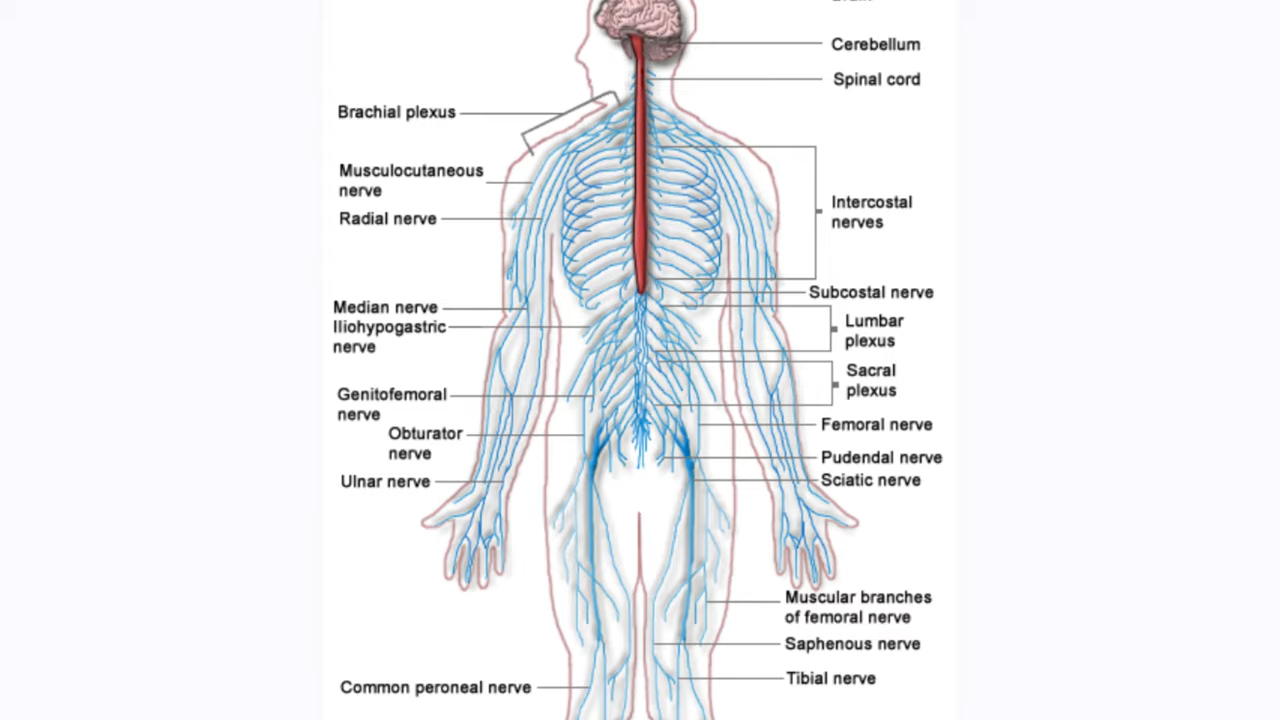 Cerebellum
Spinal cord
Brachial plexus
Musculocutaneous
nerve
Radial nerve
Intercostal
nerves
Subcostal nerve
Median nerve
Iliohypogastric
nerve
Lumbar
plexus
Sacral
plexus
Genitofemoral
nerve
Obturator
nerve
Femoral nerve
Pudendal nerve
Ulnar nerve
Sciatic nerve
Muscular branches
of femoral nerve
Saphenous nerve
Tibial nerve
Common peroneal nerve